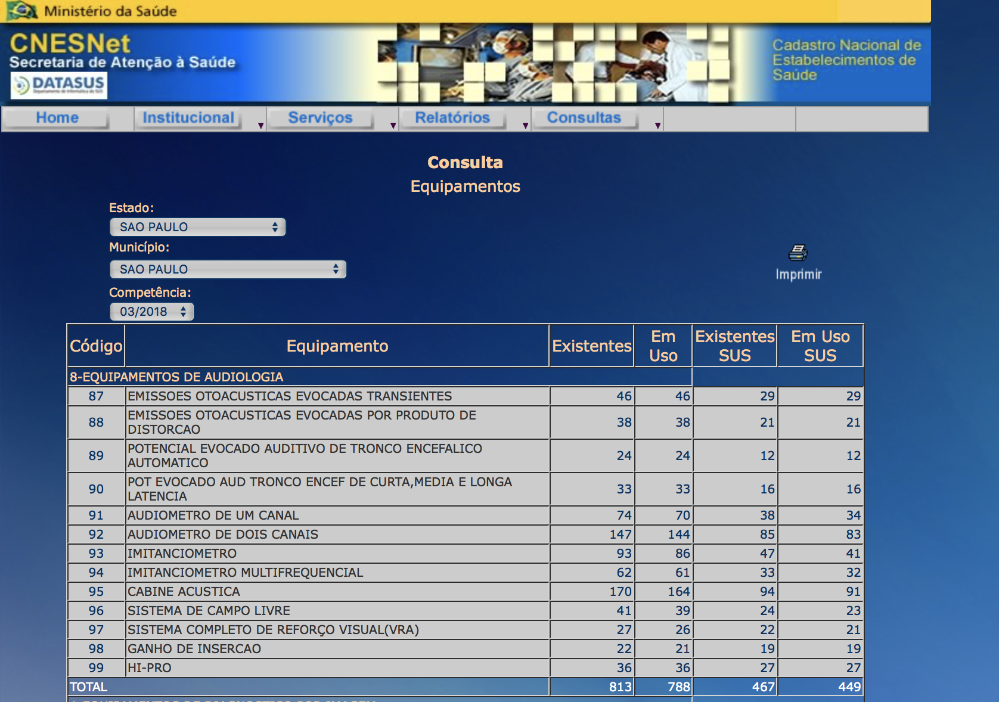 Ministério da Saúde
CNESNet
Secretaria de Atenção à Saúde
DATASUS
Cadastro Nacional de
Estabelecimentos de
Saúde
Home Institucional Serviços Relatórios Consultas
Consulta
Equipamentos
Estado:
SAO PAULO
Município:
SAO PAULO
Imprimir
Competência:
03/2018
Código Equipamento Existentes Em Uso Existentes SUS Em Uso SUS
8-EQUIPAMENTOS DE AUDIOLOGIA
87 EMISSOES OTOACUSTICAS EVOCADAS TRANSIENTES 46 46 29 29
88 EMISSOES OTOACUSTICAS EVOCADAS POR PRODUTO DE DISTORCAO 38 38 21 21
89 POTENCIAL EVOCADO AUDITIVO DE TRONCO ENCEFALICO AUTOMATICO 24 24 12 12
90 POT EVOCADO AUD TRONCO ENCEF DE CURTA,MEDIA E LONGA LATENCIA 33 33 16 16
91 AUDIOMETRO DE UM CANAL 74 70 38 34
92 AUDIOMETRO DE DOIS CANAIS 147 144 85 83
93 IMITANCIOMETRO 93 86 47 41
94 IMITANCIOMETRO MULTIFREQUENCIAL 62 61 33 32
95 CABINE ACUSTICA 170 164 94 91
96 SISTEMA DE CAMPO LIVRE 41 39 24 23
97 SISTEMA COMPLETO DE REFORÇO VISUAL(VRA) 27 26 22 21
98 GANHO DE INSERCAO 22 21 19 19
99 HI-PRO 36 36 27 27
TOTAL 813 788 467 449